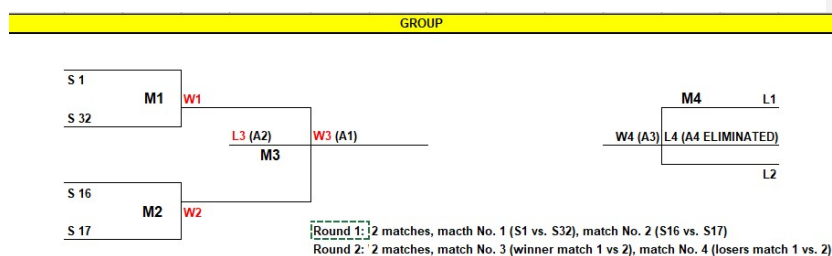 GROUP
S 1
M1
W1
S 32
L3 (A2)
W3 (A1)
M3
S 16
M2
W2
S 17
M4
L1
W4 (A3)
L4 (A4 ELIMINATED)
L2
Round 1: 2 matches, macth No. 1 (S1 vs. S32), match No. 2 (S16 vs. S17)
Round 2: 2 matches, match No. 3 (winner match 1 vs 2), match No. 4 (losers match 1 vs. 2)